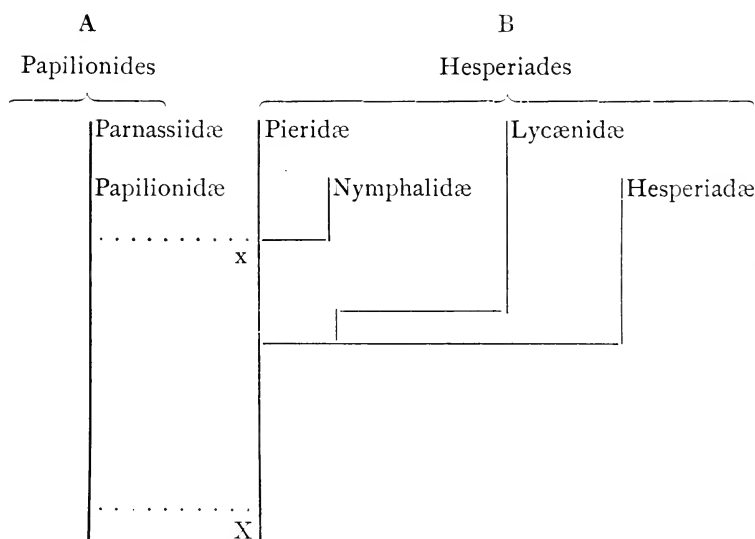 A B
Papilionides Hesperiades
Parnassiidæ Pieridæ Lycænidæ
Papilionidæ Nymphalidæ Hesperiadæ
x
X